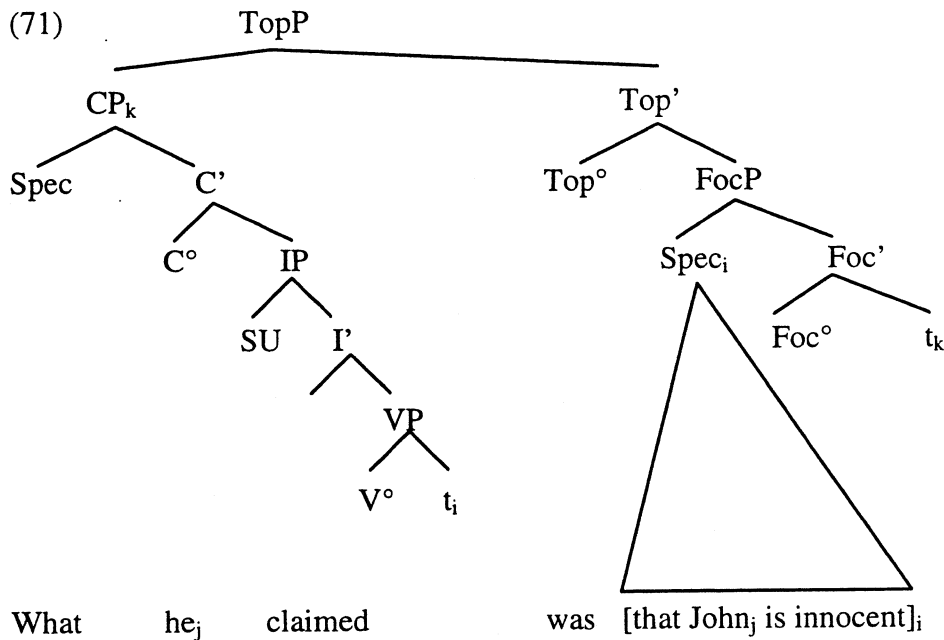 (71) TopP
CPₖ Top’
Spec C’ Top° FocP
C° IP Specᵢ Foc’
SU I’ Foc° tₖ
VP
V° tᵢ
What heⱼ claimed was [that Johnⱼ is innocent]ᵢ